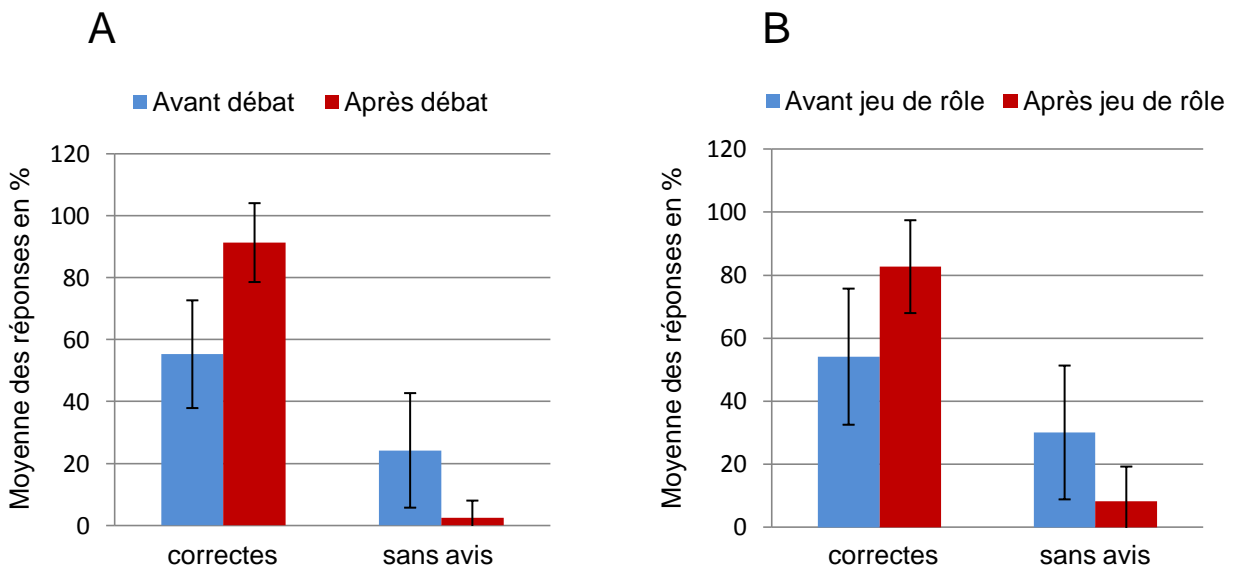 A
Avant débat Après débat
Moyenne des réponses en %
120
100
80
60
40
20
0
correctes sans avis
B
Avant jeu de rôle Après jeu de rôle
Moyenne des réponses en %
120
100
80
60
40
20
0
correctes sans avis